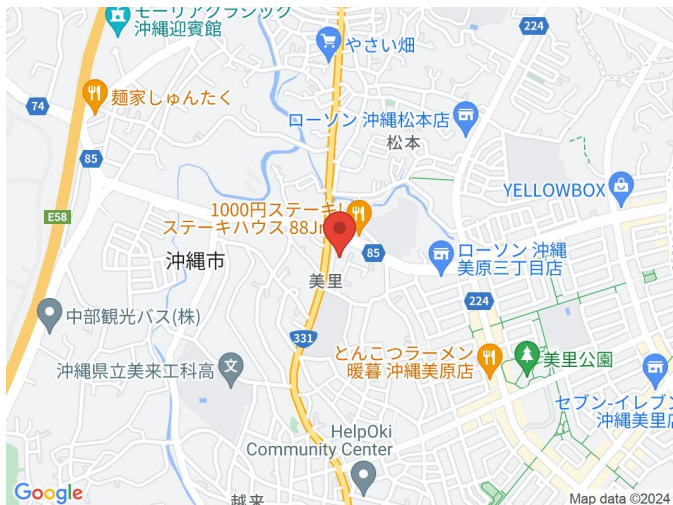 モーリアクラシック
沖縄迎賓館
やさい畑
224
麺家しゅんたく
74
ローソン 沖縄松本店
松本
85
YELLOWBOX
1000円ステーキ!
ステーキハウス 88Jr
E58
沖縄市
85
ローソン 沖縄
美原三丁目店
美里
中部観光バス(株)
224
331
とんこつラーメン
暖暮 沖縄美原店
美里公園
沖縄県立美来工科高
セブン-イレブン
沖縄美里店
HelpOki
Community Center
越来
Google
Map data ©2024